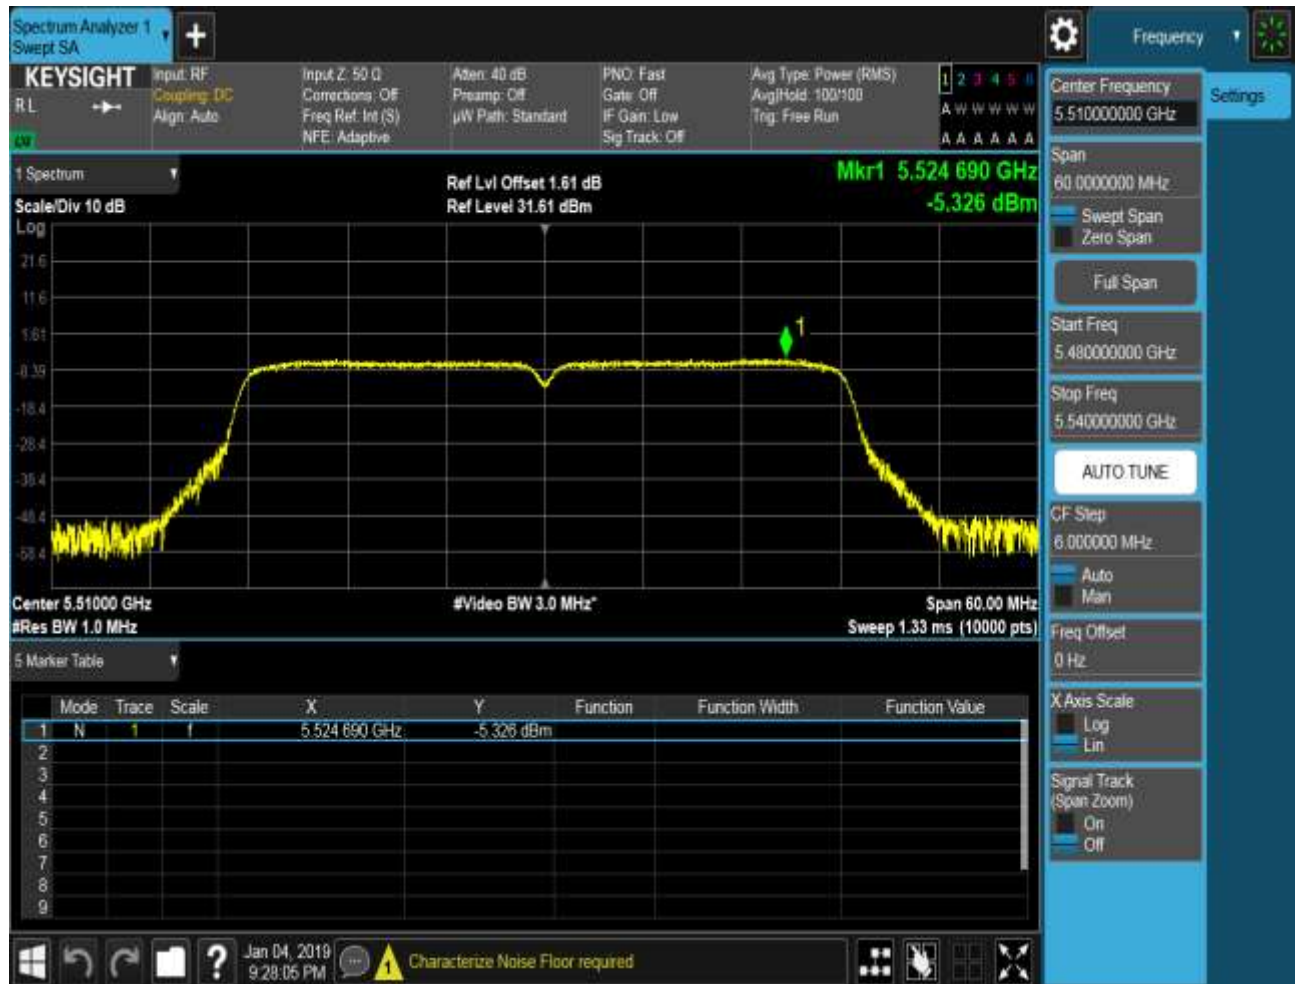 Spectrum Analyzer 1
Swept SA
+
Frequency
KEYSIGHT
RL
Input: RF
Coupling: DC
Align: Auto
Input Z: 50 Ω
Corrections: Off
Freq Ref: Int (S)
NFE: Adaptive
Atten: 40 dB
Preamp: Off
µW Path: Standard
PNO: Fast
Gate: Off
IF Gain: Low
Sig Track: Off
Avg Type: Power (RMS)
Avg|Hold: 100/100
Trig: Free Run
1 2 3 4 5 6
A W W W W W
A A A A A A
1 Spectrum
Scale/Div 10 dB
Ref Lvl Offset 1.61 dB
Ref Level 31.61 dBm
Mkr1 5.524 690 GHz
-5.326 dBm
Log
21.6
11.6
1.61
-8.39
-18.4
-28.4
-38.4
-48.4
-58.4
1
Center 5.51000 GHz
#Res BW 1.0 MHz
#Video BW 3.0 MHz*
Span 60.00 MHz
Sweep 1.33 ms (10000 pts)
5 Marker Table
Mode Trace Scale X Y Function Function Width Function Value
1 N 1 f 5.524 690 GHz -5.326 dBm
2
3
4
5
6
7
8
9
Jan 04, 2019
9:28:05 PM
?
1
Characterize Noise Floor required
Settings
Center Frequency
5.510000000 GHz
Span
60.0000000 MHz
Swept Span
Zero Span
Full Span
Start Freq
5.480000000 GHz
Stop Freq
5.540000000 GHz
AUTO TUNE
CF Step
6.000000 MHz
Auto
Man
Freq Offset
0 Hz
X Axis Scale
Log
Lin
Signal Track
(Span Zoom)
On
Off